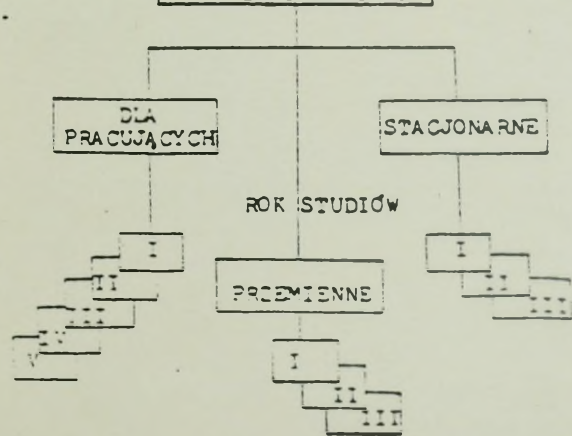 DLA
PRACUJĄCYCH
STACJONARNE
ROK STUDIÓW
PRZEMIENNE
I
II
III
IV
V
I
II
III
I
II
III